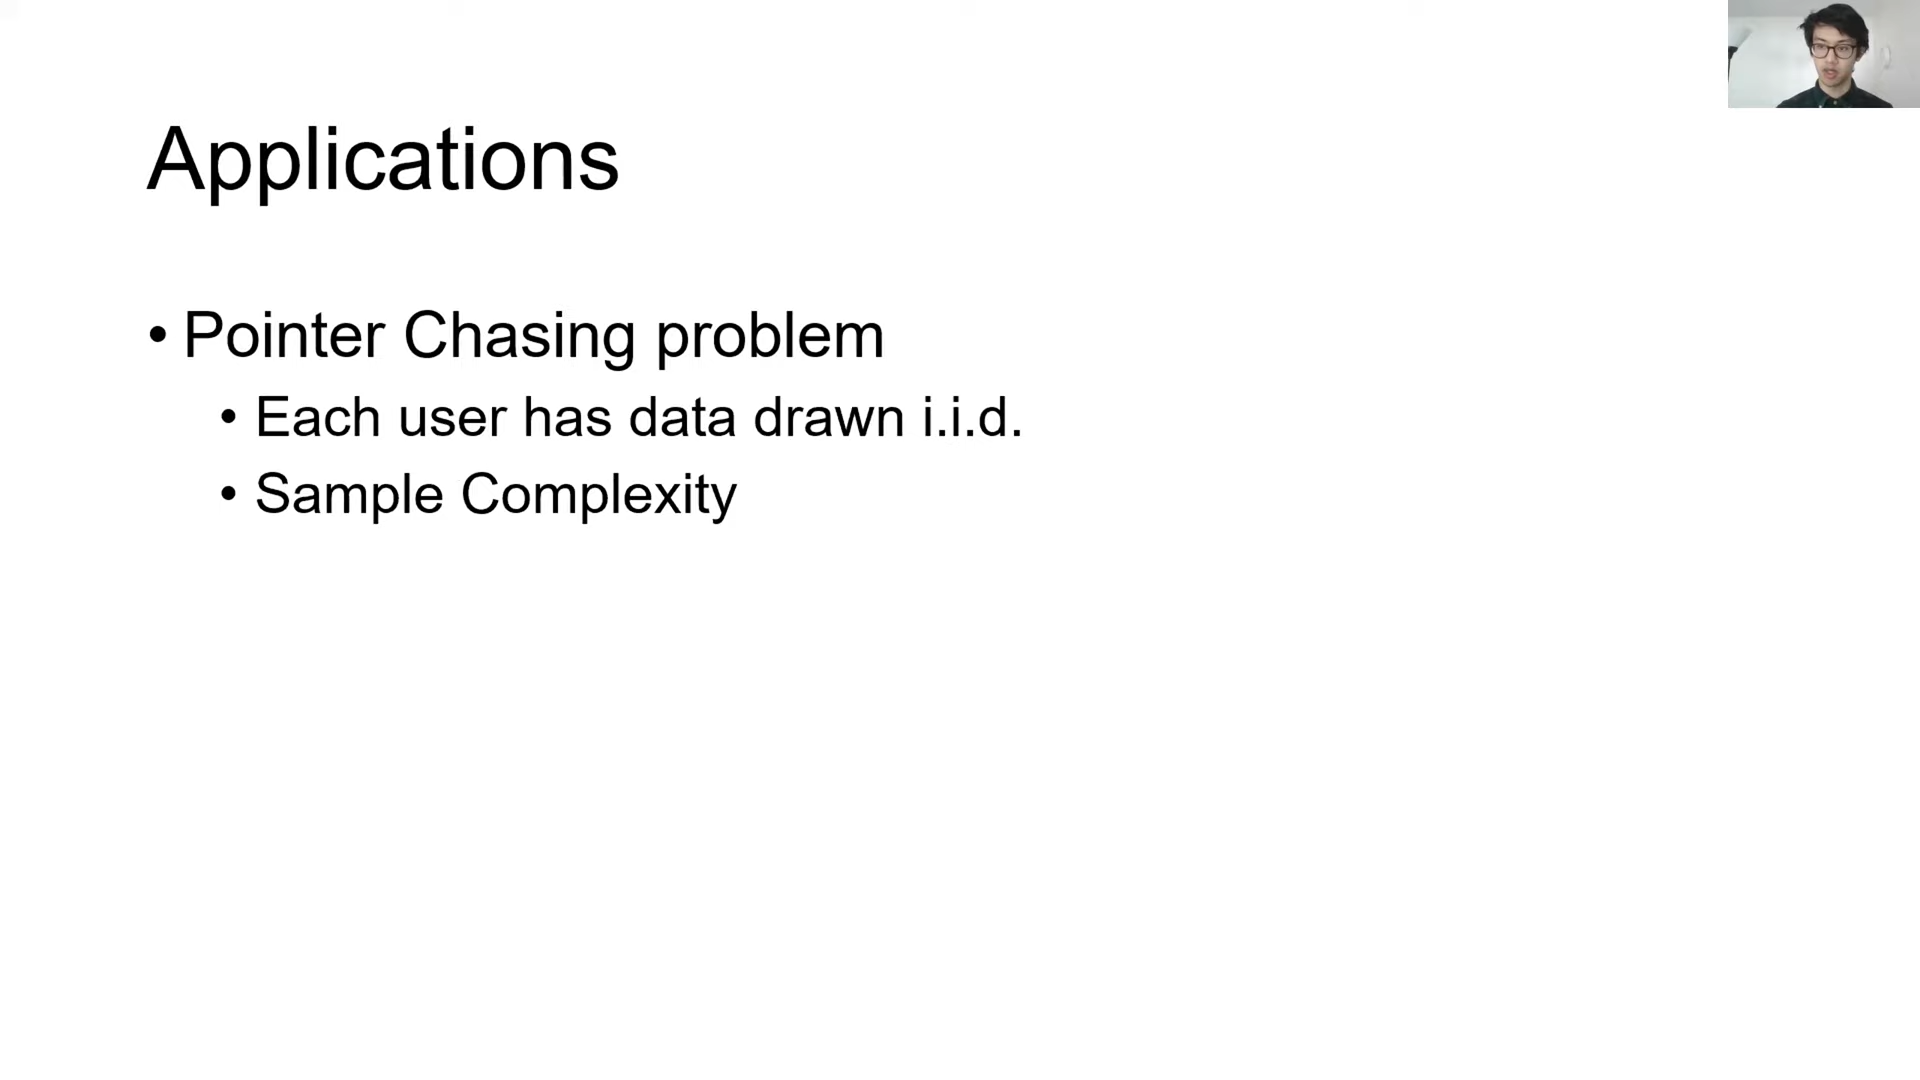 Applications
• Pointer Chasing problem
• Each user has data drawn i.i.d.
• Sample Complexity